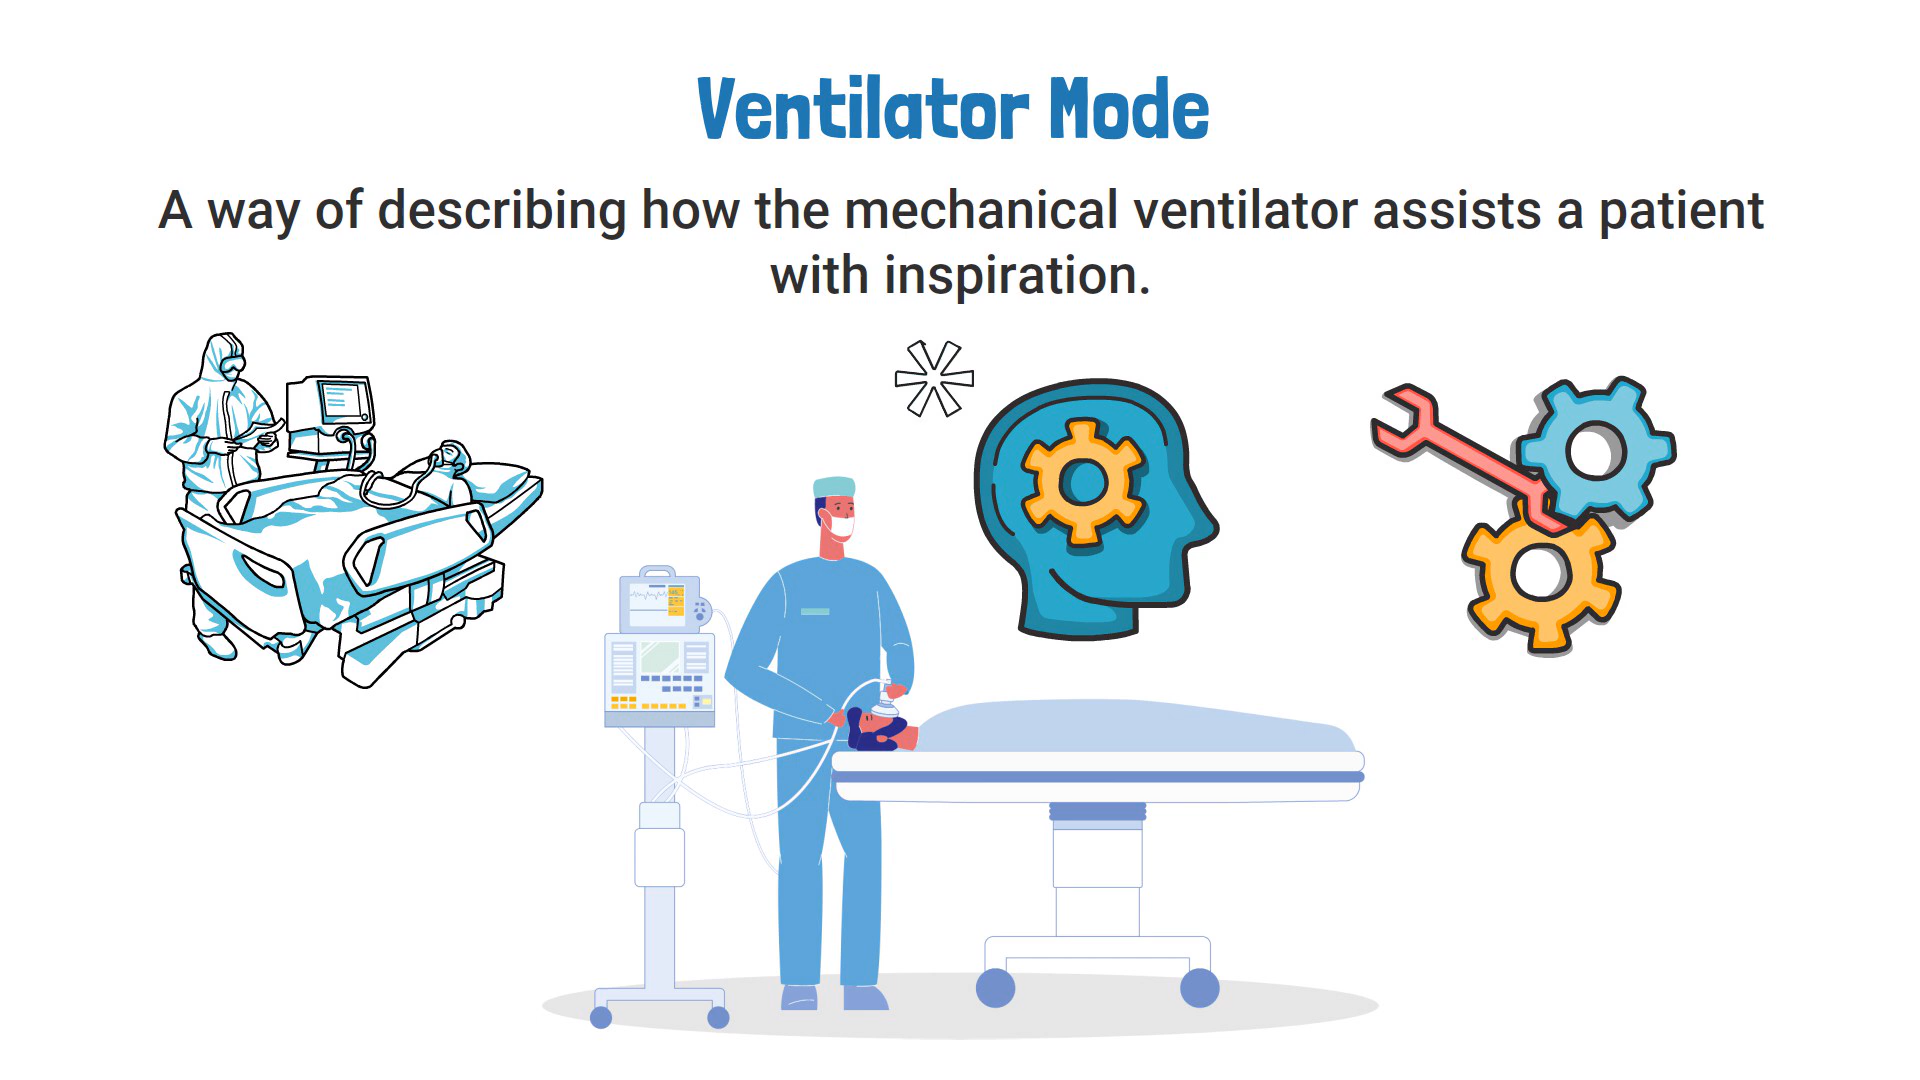 Ventilator Mode
A way of describing how the mechanical ventilator assists a patient
with inspiration.